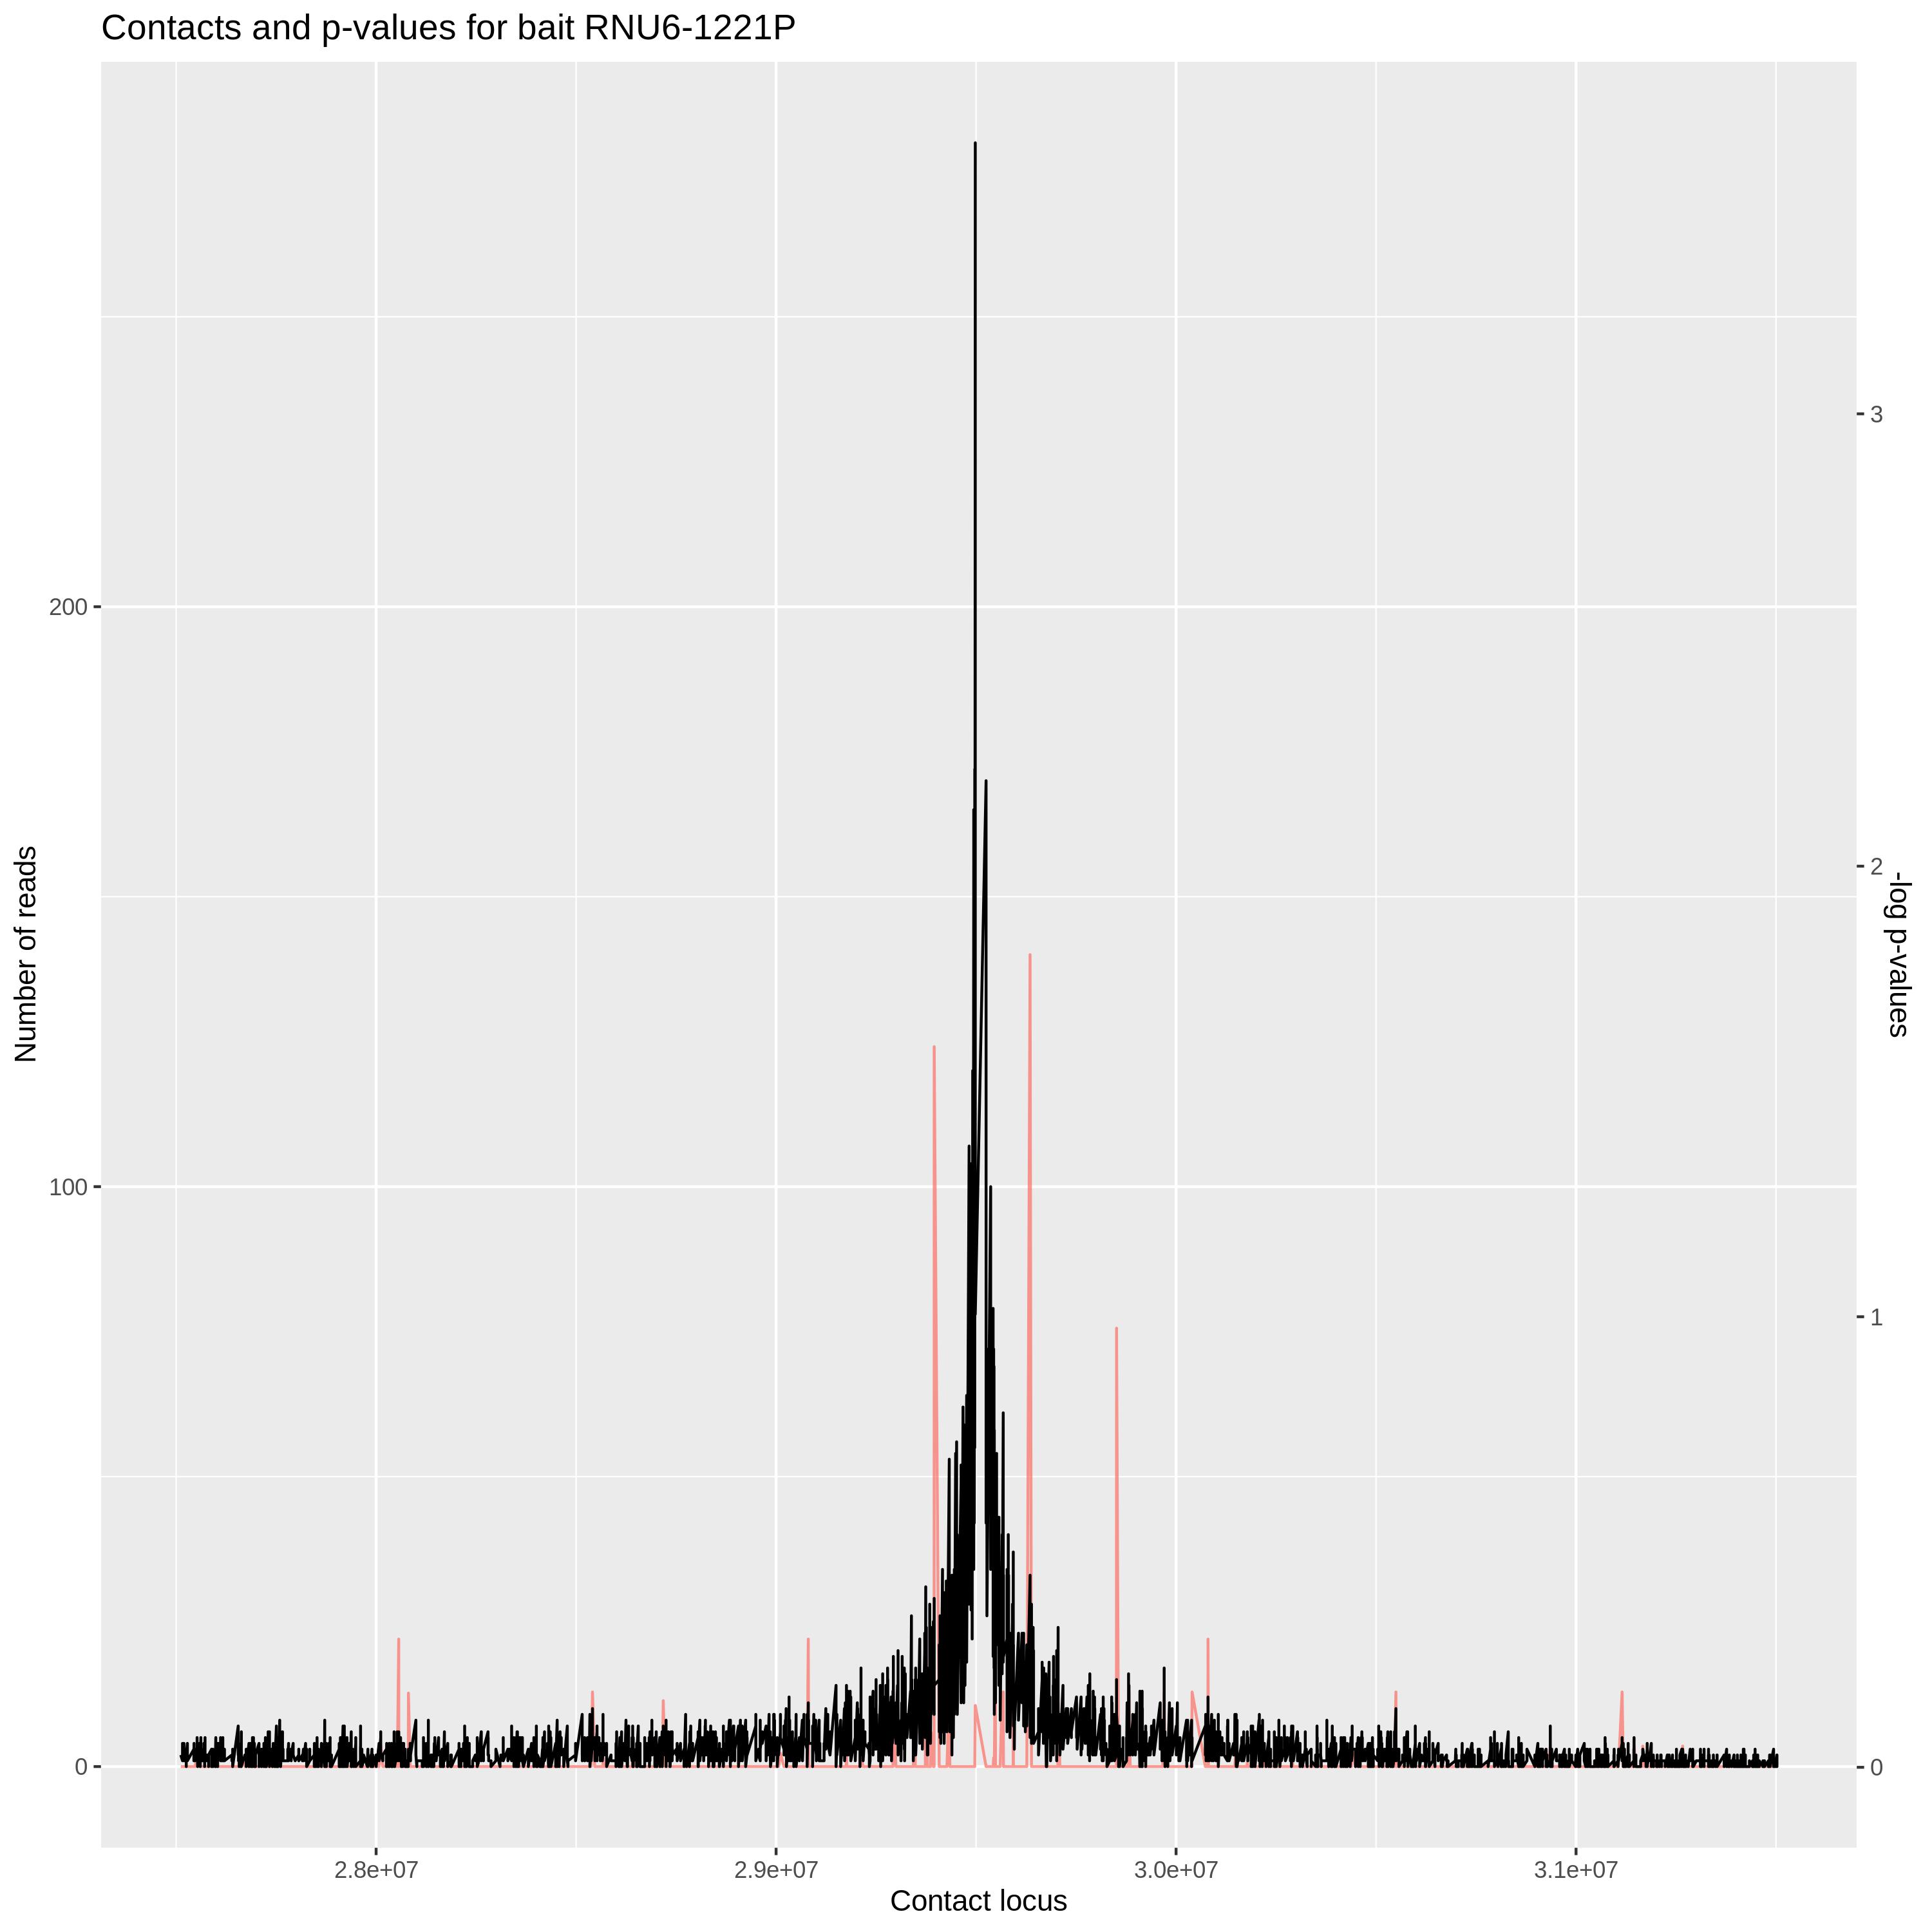 Contacts and p-values for bait RNU6-1221P
Number of reads
200
100
0
3
2
1
0
-log p-values
2.8e+07
2.9e+07
3.0e+07
3.1e+07
Contact locus